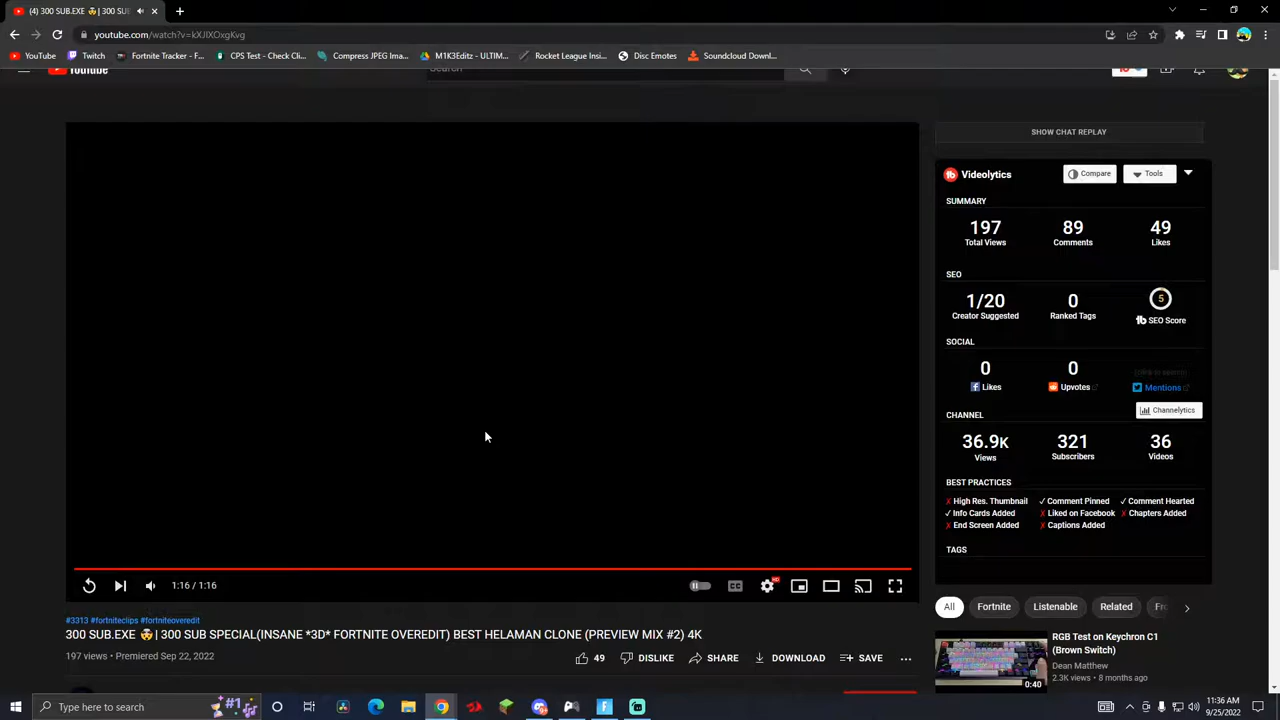 (4) 300 SUB.EXE 🤯 | 300 SUI
youtube.com/watch?v=kXJIXOxgKvg
YouTube Twitch Fortnite Tracker - F... CPS Test - Check Cli... Compress JPEG Ima... M1K3Editz - ULTIM... Rocket League Insi... Disc Emotes Soundcloud Downl...
YouTube Search
SHOW CHAT REPLAY
Videolytics Compare Tools
SUMMARY
197 89 49
Total Views Comments Likes
SEO
1/20 0 5
Creator Suggested Ranked Tags SEO Score
SOCIAL
0 0
Likes Upvotes Mentions
CHANNEL Channelytics
36.9K 321 36
Views Subscribers Videos
BEST PRACTICES
✗ High Res. Thumbnail ✓ Comment Pinned ✓ Comment Hearted
✓ Info Cards Added ✗ Liked on Facebook ✗ Chapters Added
✗ End Screen Added ✗ Captions Added
TAGS
1:16 / 1:16
CC HD
#3313 #fortniteclips #fortniteoveredit
300 SUB.EXE 🤯| 300 SUB SPECIAL(INSANE *3D* FORTNITE OVEREDIT) BEST HELAMAN CLONE (PREVIEW MIX #2) 4K
197 views • Premiered Sep 22, 2022
49 DISLIKE SHARE DOWNLOAD SAVE
All Fortnite Listenable Related Fr
RGB Test on Keychron C1
(Brown Switch)
Dean Matthew
2.3K views • 8 months ago
0:40
Type here to search
11:36 AM
9/25/2022